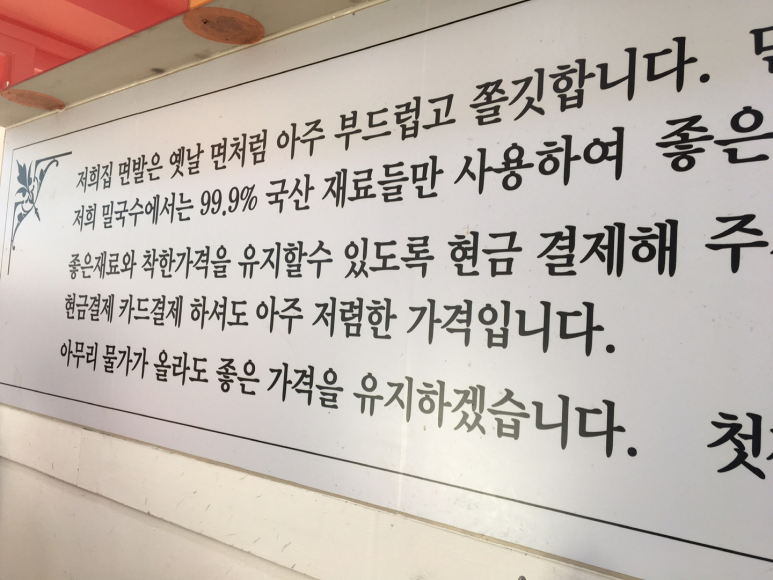 저희집 면발은 옛날 면처럼 아주 부드럽고 쫄깃합니다.
저희 밀국수에서는 99.9% 국산 재료들만 사용하여 좋은
좋은재료와 착한가격을 유지할수 있도록 현금 결제해
현금결제 카드결제 하셔도 아주 저렴한 가격입니다.
아무리 물가가 올라도 좋은 가격을 유지하겠습니다.